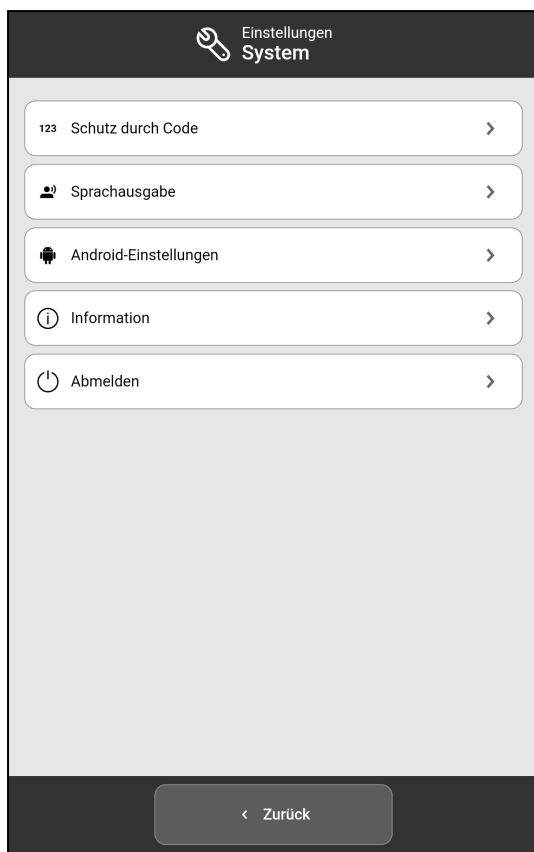 Einstellungen
System
123 Schutz durch Code
Sprachausgabe
Android-Einstellungen
Information
Abmelden
Zurück